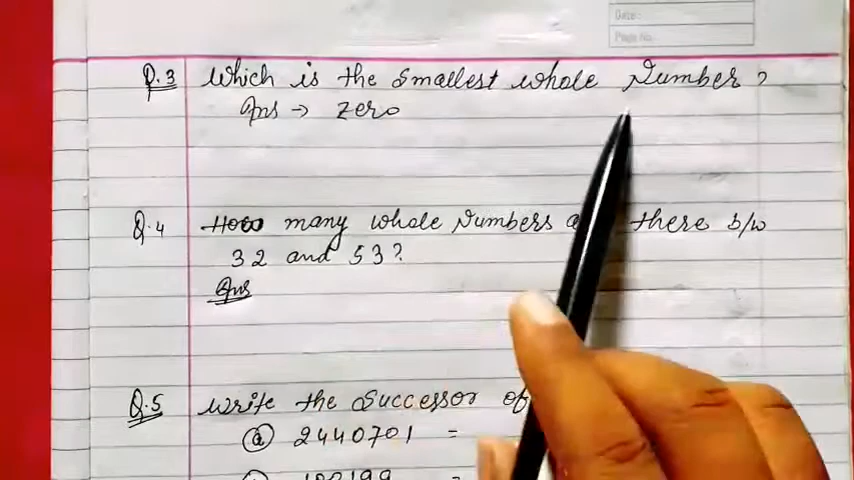 Date:
Page No.
Q.3 Which is the smallest whole Number?
Ans → zero
Q.4 How many whole Numbers there b/w
32 and 53?
Ans
Q.5 Write the Successor of
(a) 2440701 =
100199 =